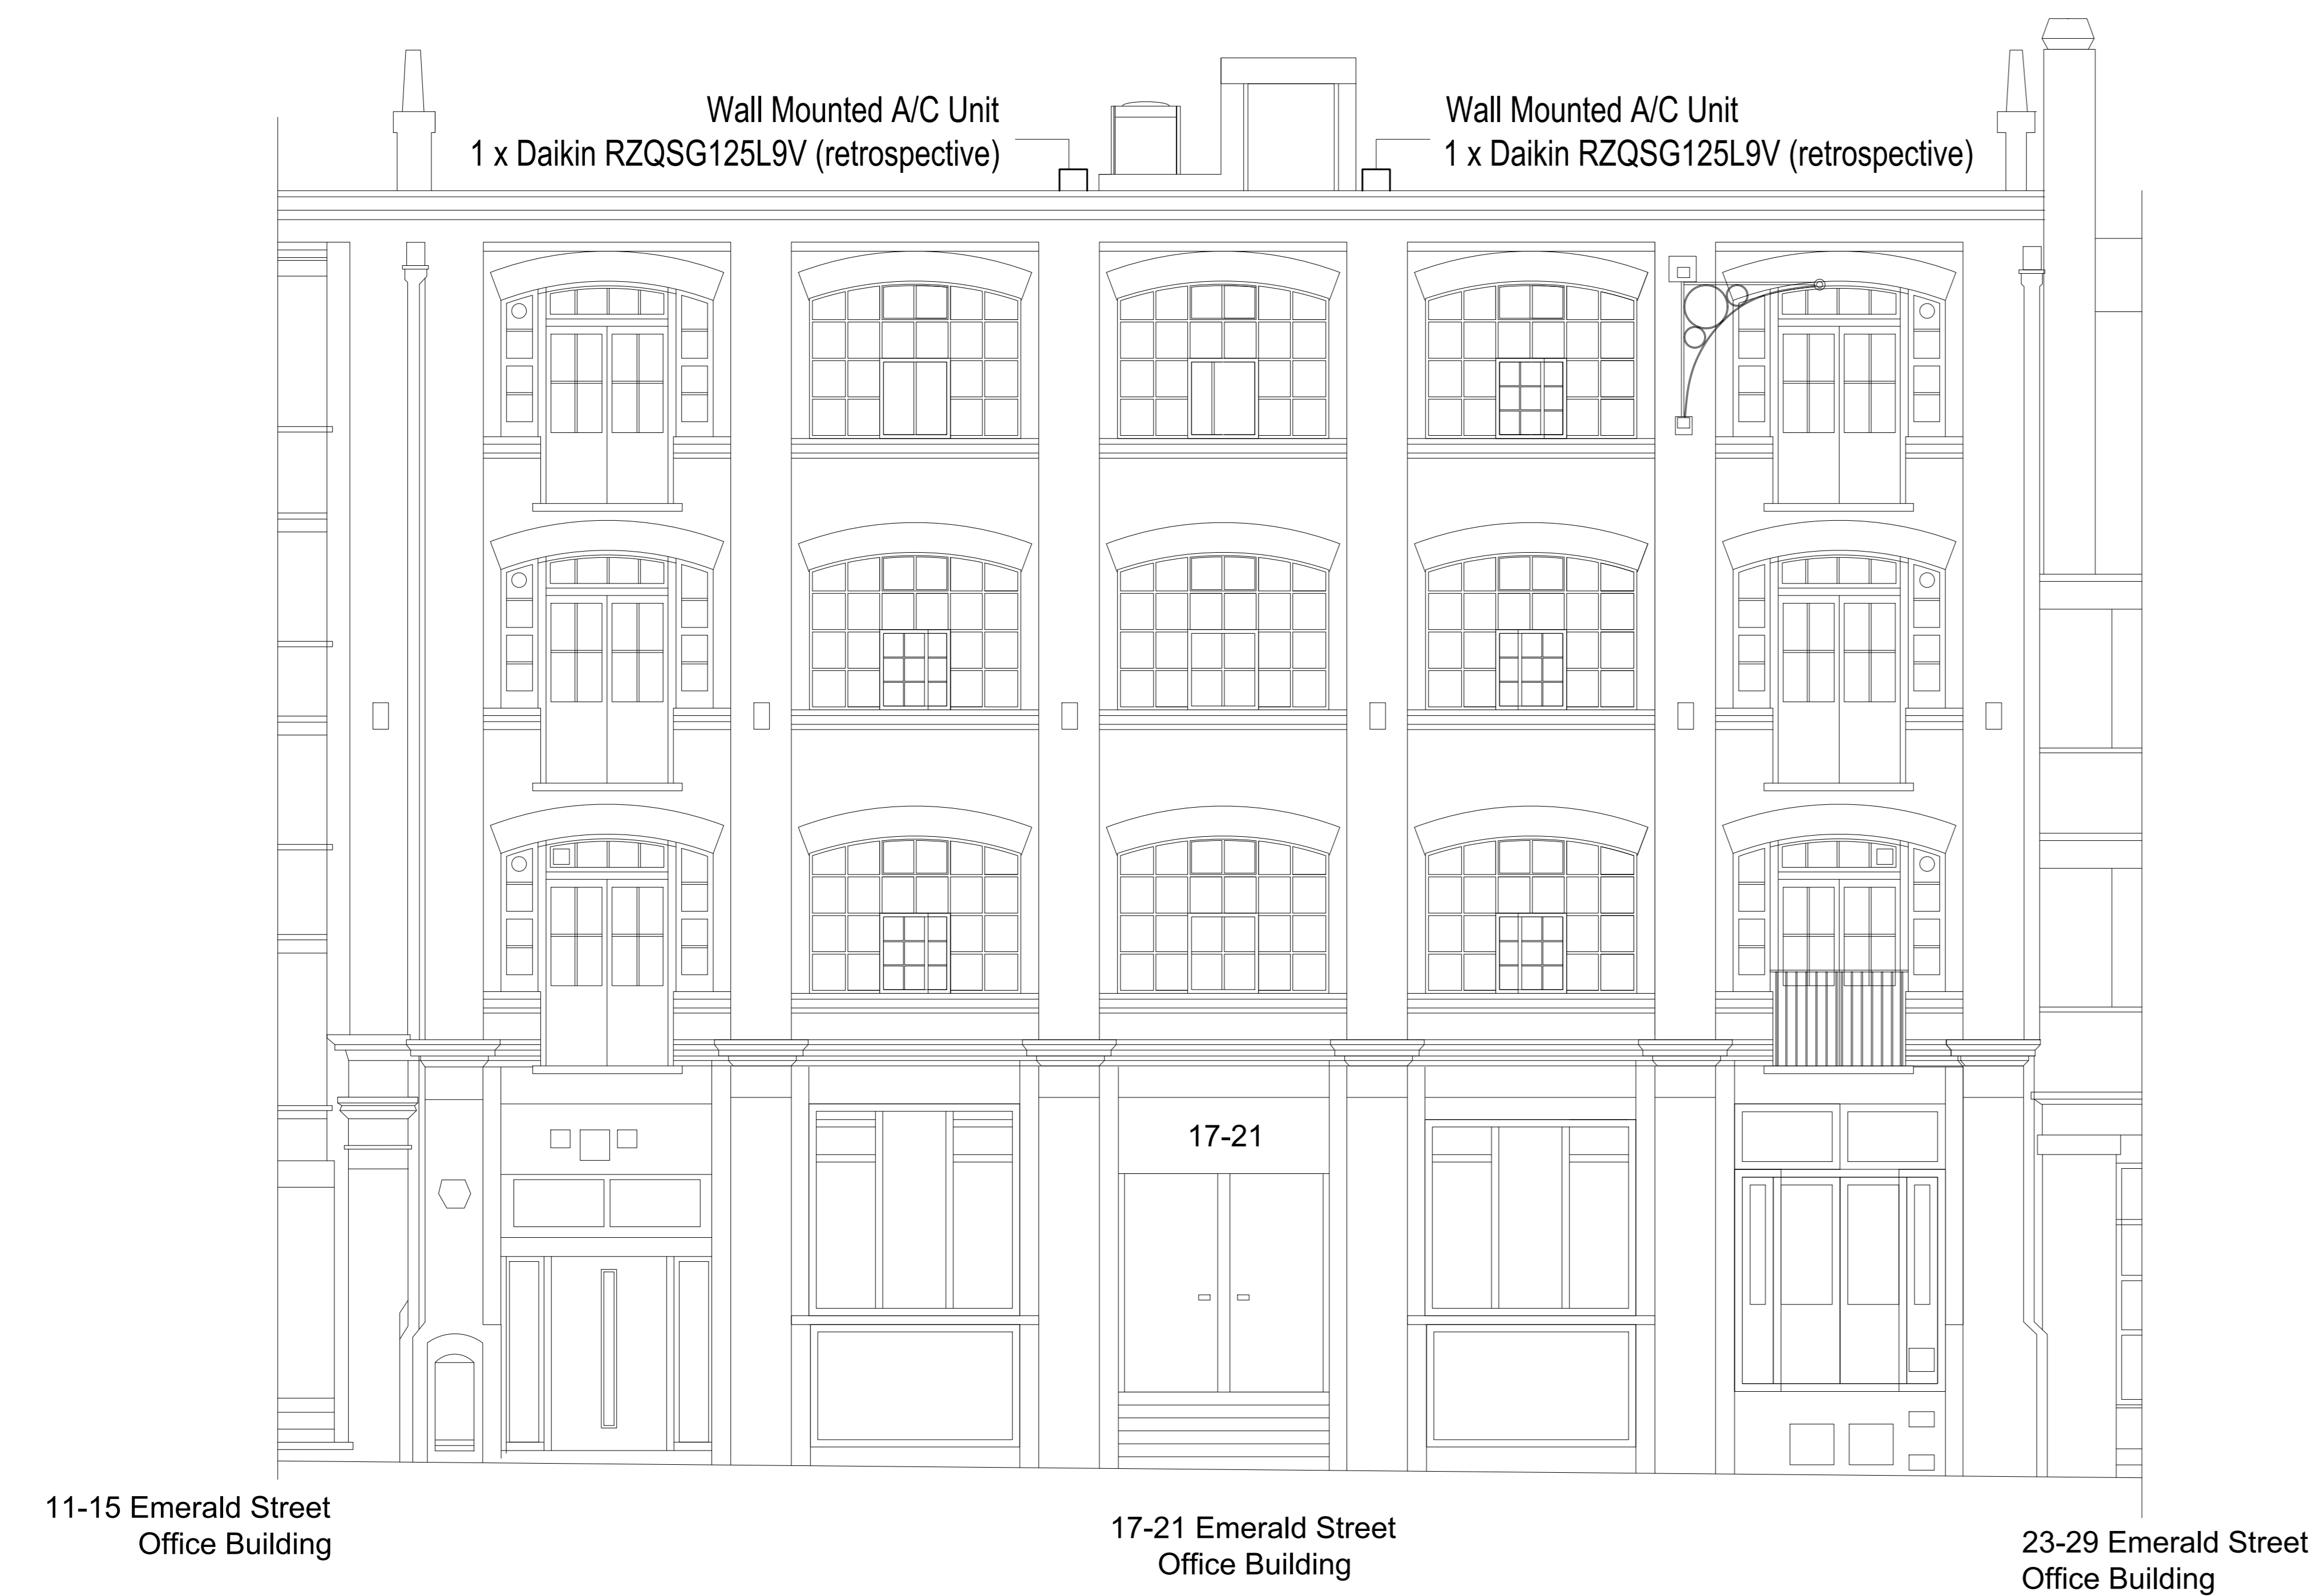 Wall Mounted A/C Unit
1 x Daikin RZQSG125L9V (retrospective)
Wall Mounted A/C Unit
1 x Daikin RZQSG125L9V (retrospective)
17-21
11-15 Emerald Street
Office Building
17-21 Emerald Street
Office Building
23-29 Emerald Street
Office Building